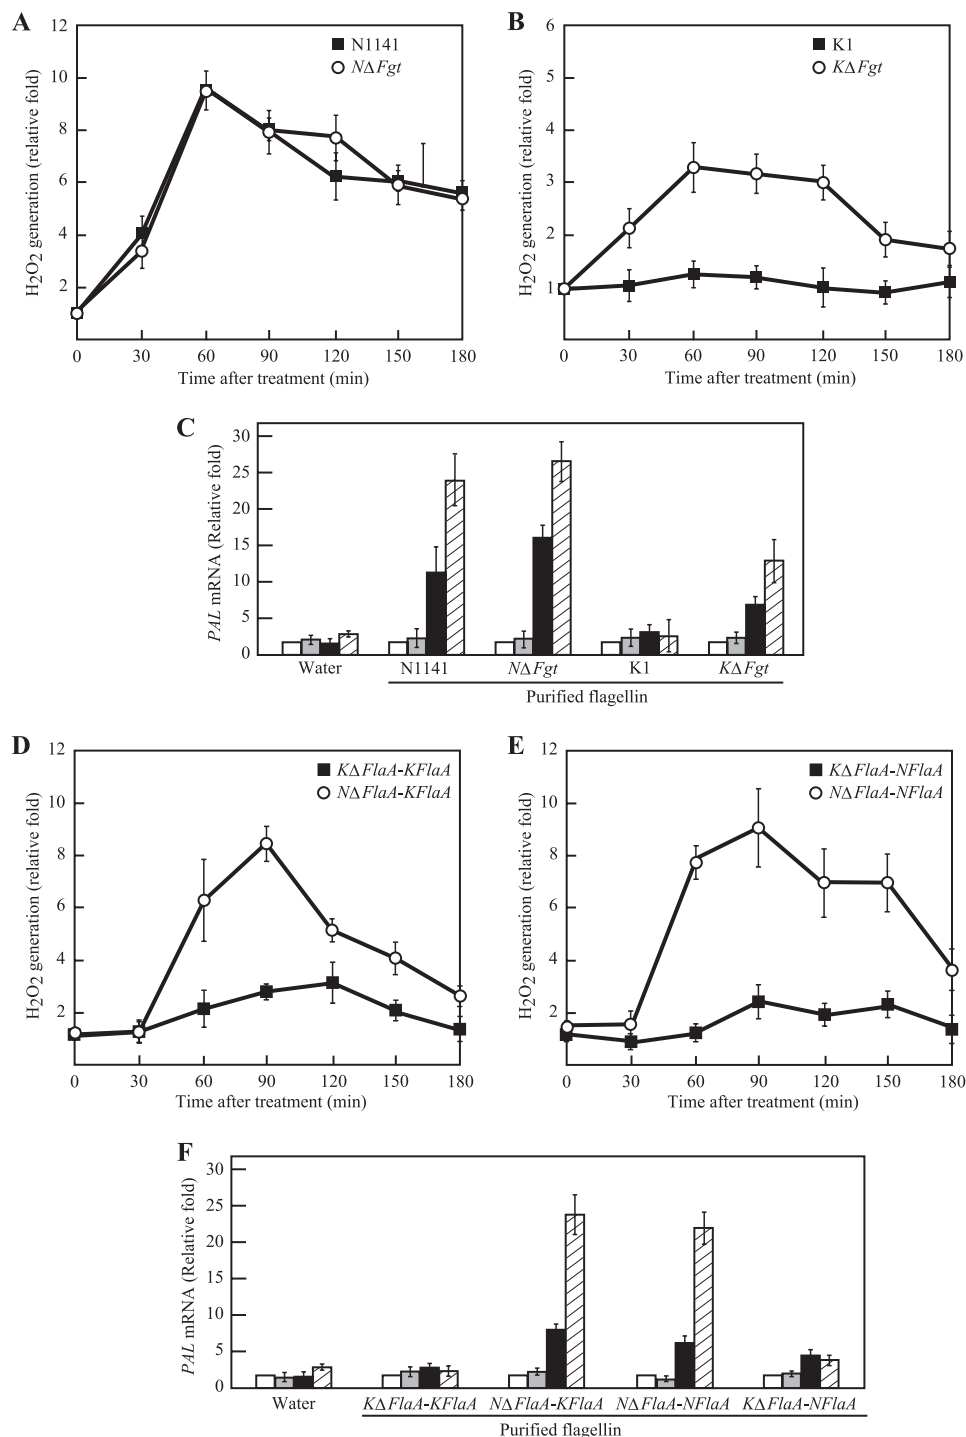 A
B
12
10
8
6
4
2
H2O2 generation (relative fold)
N1141
NΔFgt
0 30 60 90 120 150 180
Time after treatment (min)
6
5
4
3
2
1
H2O2 generation (relative fold)
K1
KΔFgt
0 30 60 90 120 150 180
Time after treatment (min)
C
30
25
20
15
10
5
0
PAL mRNA (Relative fold)
Water N1141 NΔFgt K1 KΔFgt
Purified flagellin
D
12
10
8
6
4
2
H2O2 generation (relative fold)
KΔFlaA-KFlaA
NΔFlaA-KFlaA
0 30 60 90 120 150 180
Time after treatment (min)
E
12
10
8
6
4
2
H2O2 generation (relative fold)
KΔFlaA-NFlaA
NΔFlaA-NFlaA
0 30 60 90 120 150 180
Time after treatment (min)
F
30
25
20
15
10
5
0
PAL mRNA (Relative fold)
Water KΔFlaA-KFlaA NΔFlaA-KFlaA NΔFlaA-NFlaA KΔFlaA-NFlaA
Purified flagellin